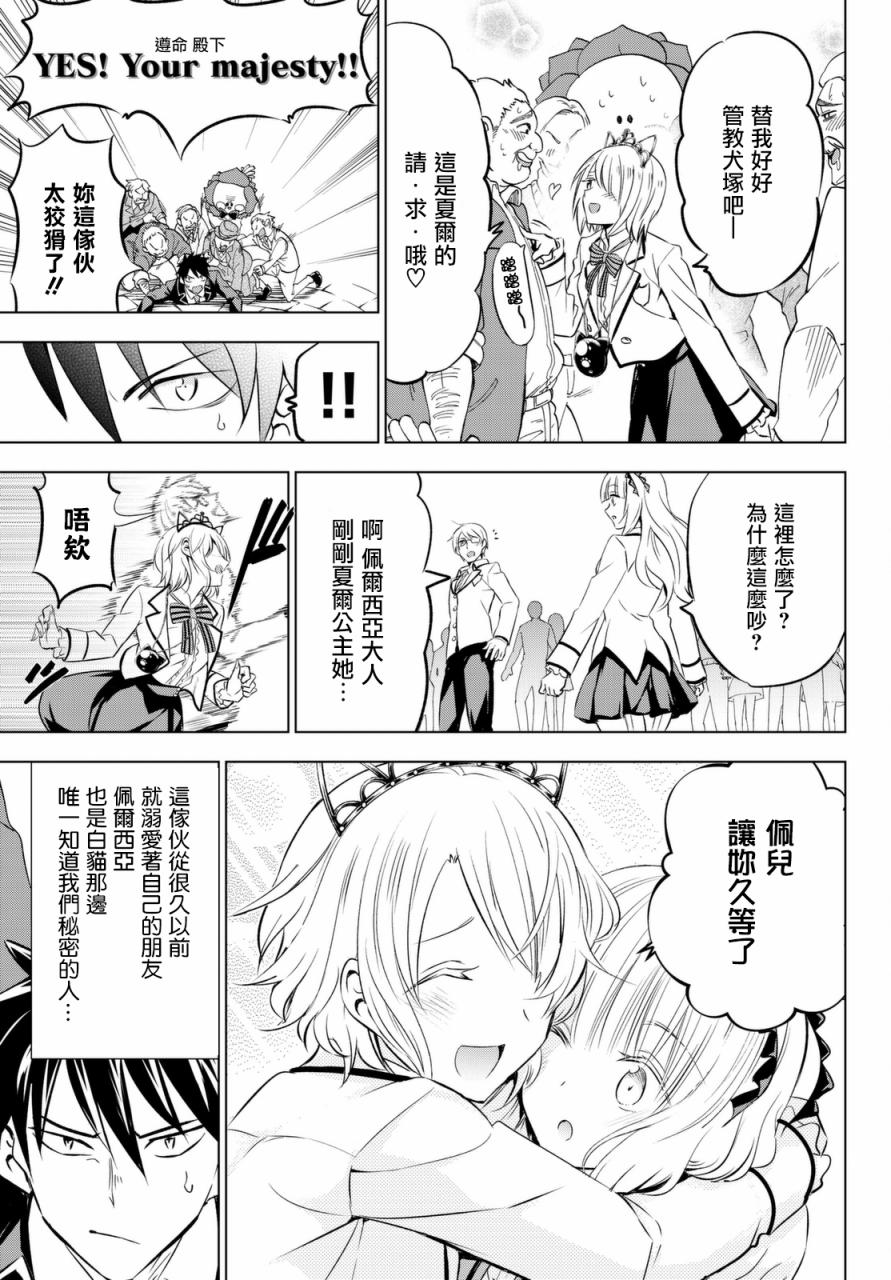 替我好好
管教犬塚吧—
這是夏爾的
請．求．哦♡
蹭蹭蹭～
遵命 殿下
YES! Your majesty!!
妳這傢伙
太狡猾了!!
!!
這裡怎麼了?
為什麼這麼吵?
啊 佩爾西亞大人
剛剛夏爾公主她…
唔欸
佩兒
讓妳久等了
這傢伙從很久以前
就溺愛著自己的朋友
佩爾西亞
也是白貓那邊
唯一知道我們秘密的人…